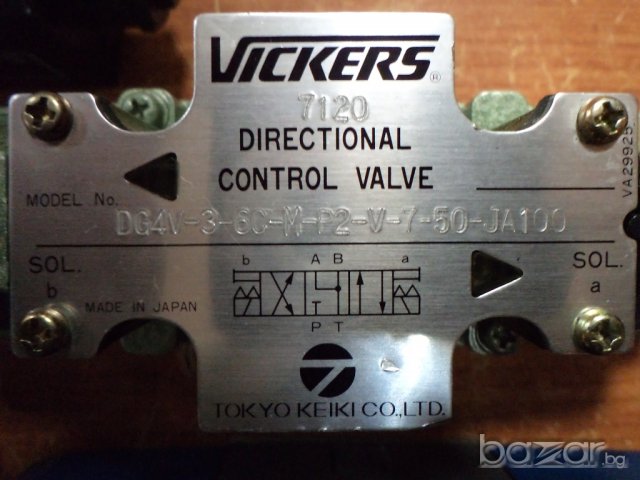 VICKERS®
7120
DIRECTIONAL
CONTROL VALVE
VA29925
MODEL No.
DG4V-3-6C-M-P2-V-7-50-JA100
SOL. b
SOL. a
b A B a
P T
MADE IN JAPAN
TOKYO KEIKI CO.,LTD.
bazar.bg